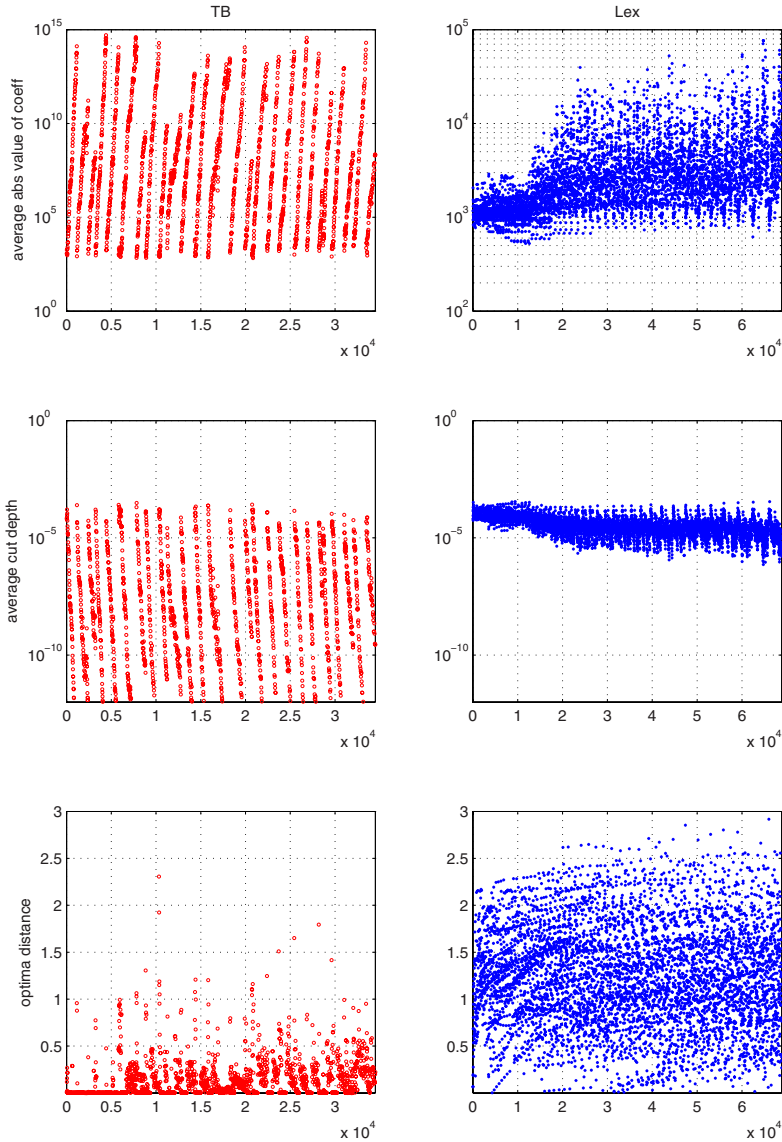 TB
average abs value of coeff
10^15
10^10
10^5
10^0
0 0.5 1 1.5 2 2.5 3
x 10^4
Lex
10^5
10^4
10^3
10^2
0 1 2 3 4 5 6
x 10^4
average cut depth
10^0
10^-5
10^-10
0 0.5 1 1.5 2 2.5 3
x 10^4
10^0
10^-5
10^-10
0 1 2 3 4 5 6
x 10^4
optima distance
3
2.5
2
1.5
1
0.5
0 0.5 1 1.5 2 2.5 3
x 10^4
3
2.5
2
1.5
1
0.5
0 1 2 3 4 5 6
x 10^4